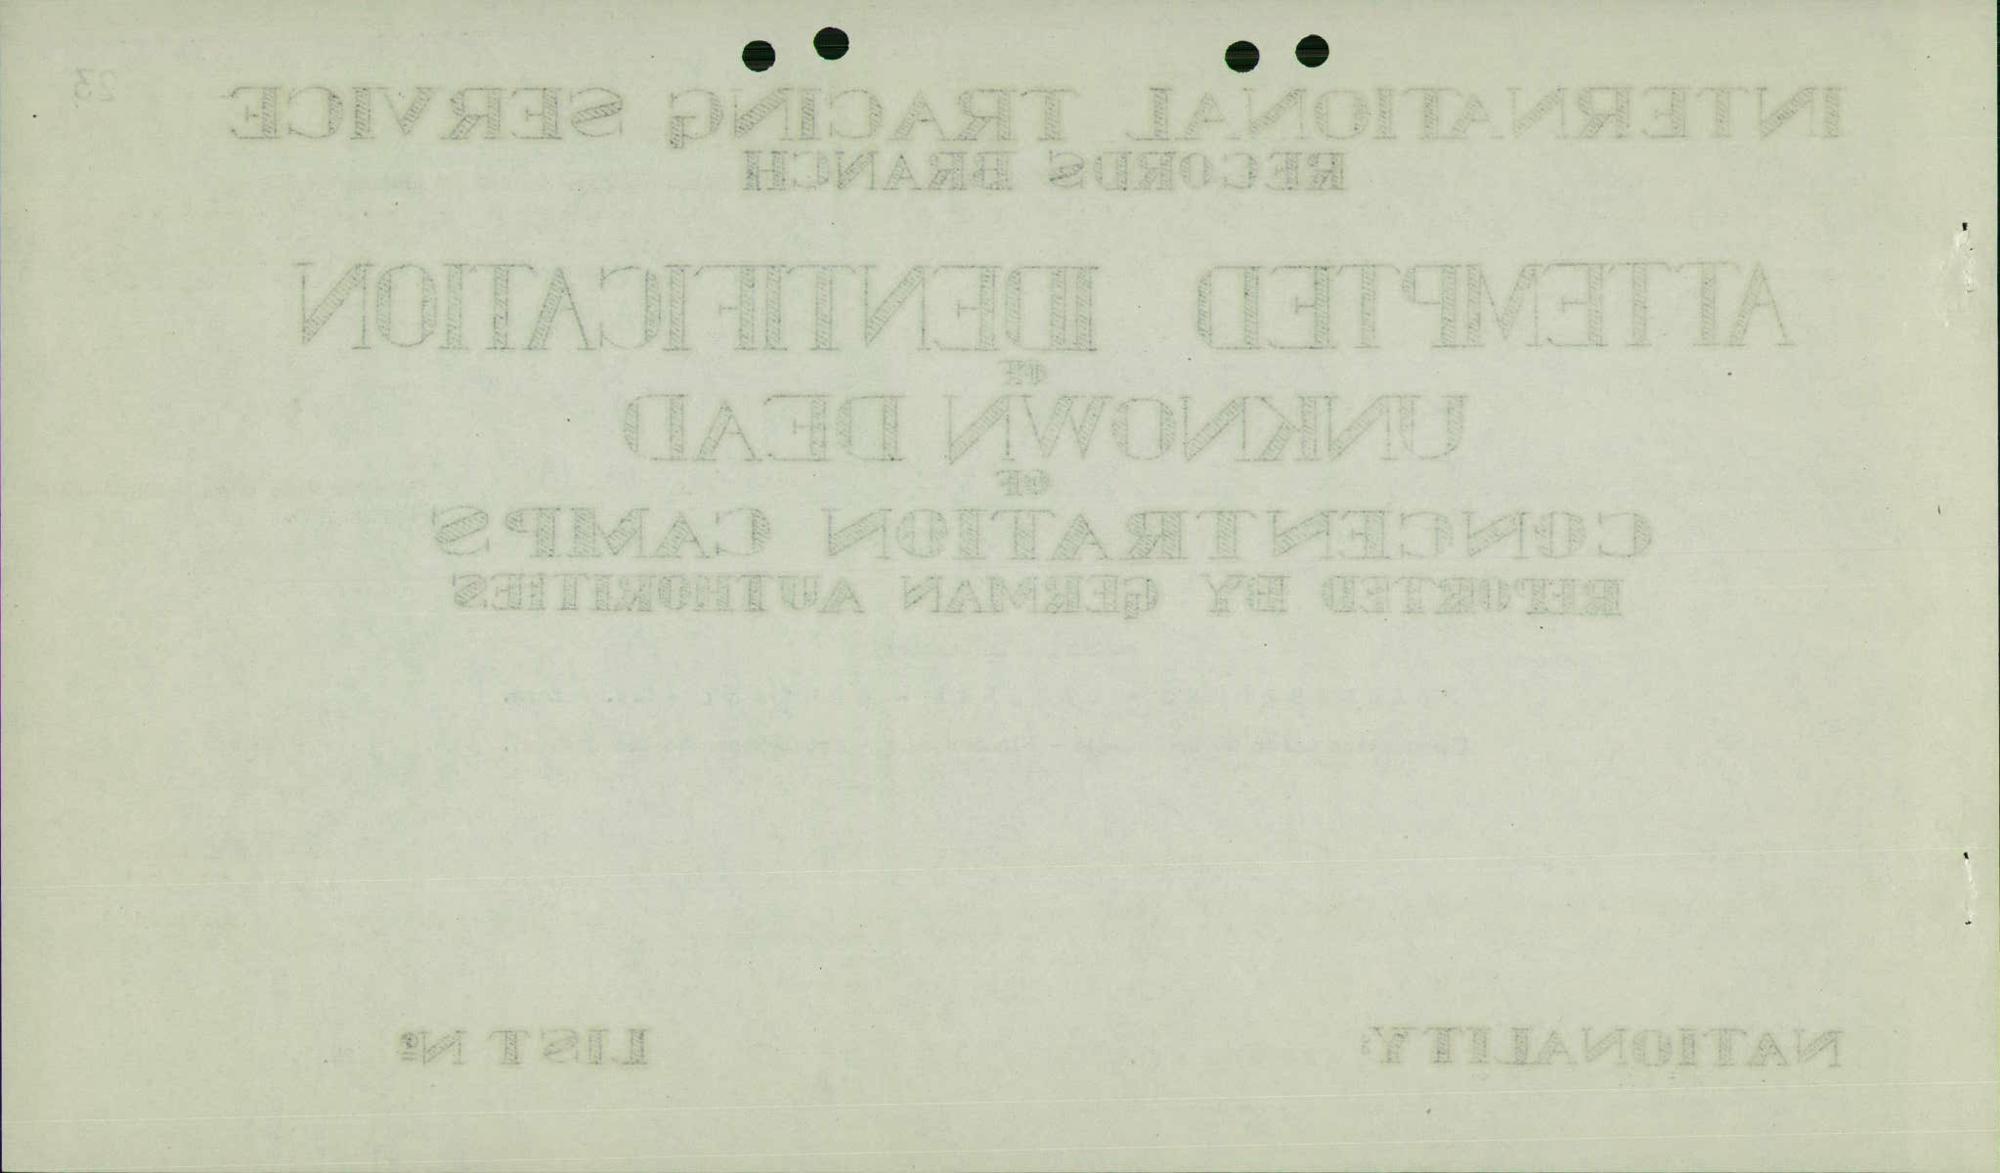 23
INTERNATIONAL TRACING SERVICE
RECORDS BRANCH
ATTEMPTED IDENTIFICATION
OF
UNKNOWN DEAD
OF
CONCENTRATION CAMPS
REPORTED BY GERMAN AUTHORITIES
NATIONALITY: LIST Nº